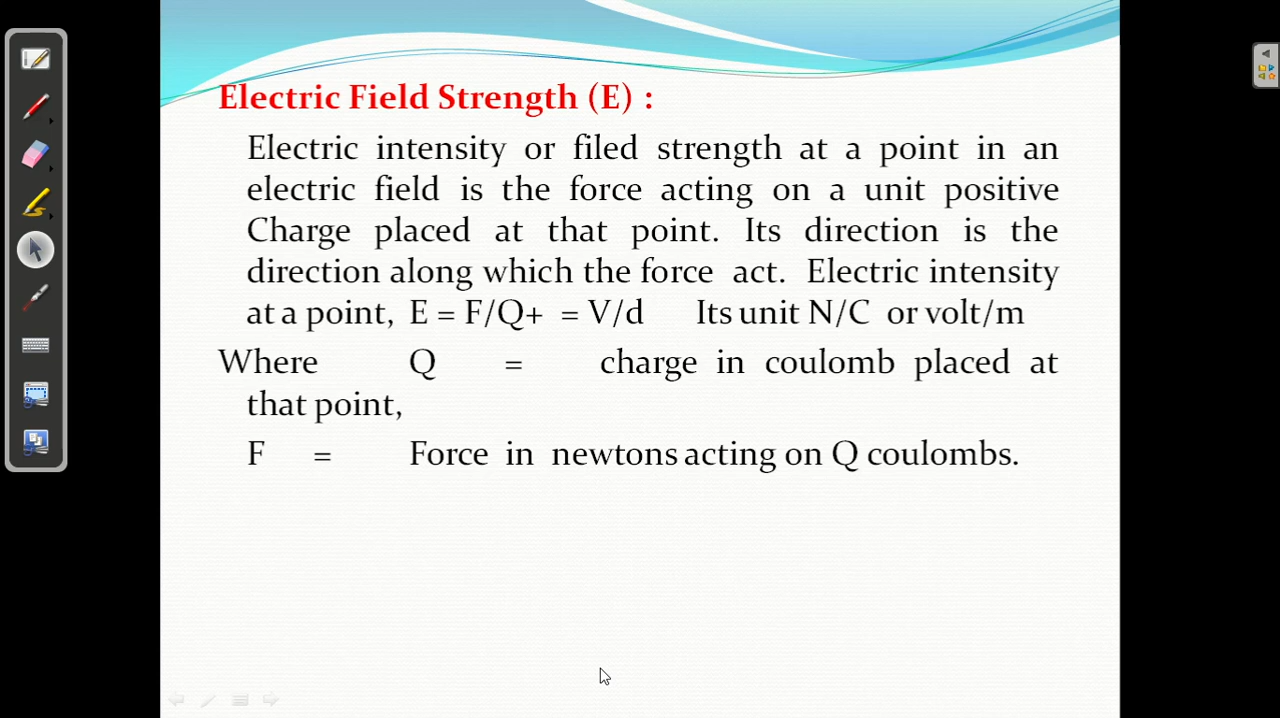 Electric Field Strength (E) :
Electric intensity or filed strength at a point in an
electric field is the force acting on a unit positive
Charge placed at that point. Its direction is the
direction along which the force act. Electric intensity
at a point, E = F/Q+ = V/d Its unit N/C or volt/m
Where Q = charge in coulomb placed at
that point,
F = Force in newtons acting on Q coulombs.